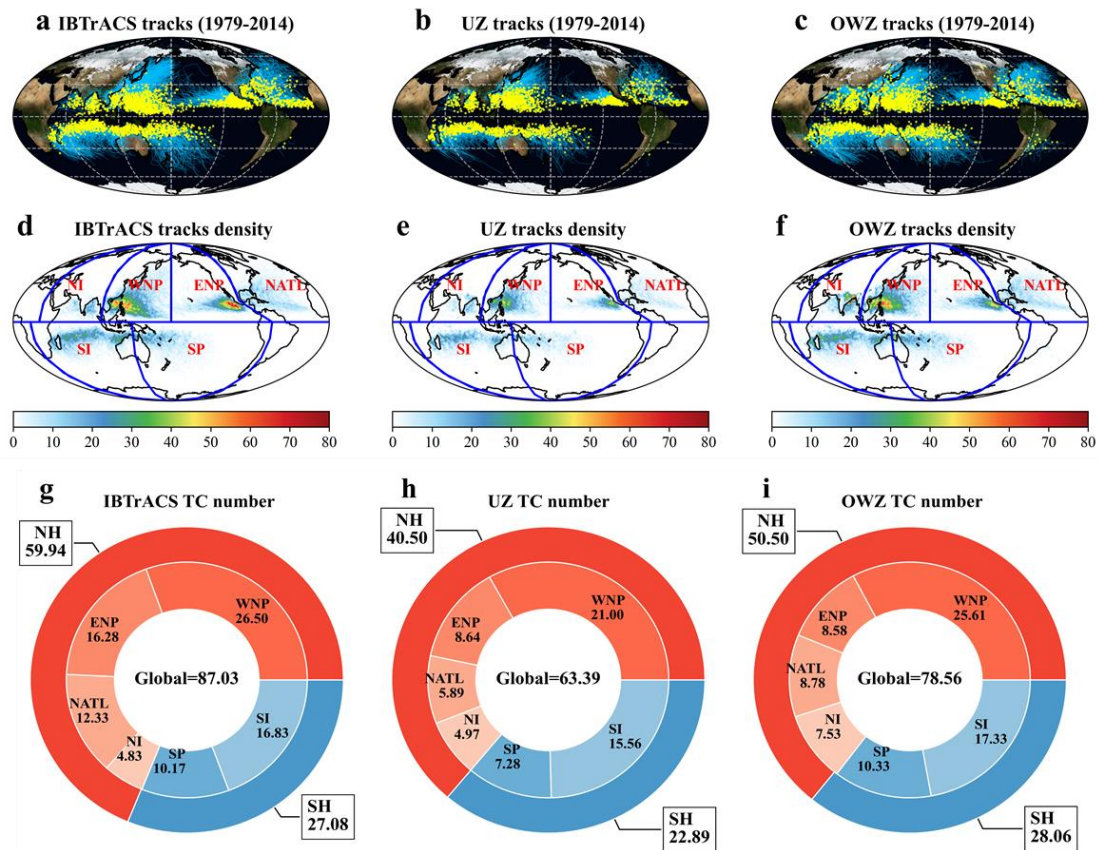 a IBTrACS tracks (1979-2014)
b UZ tracks (1979-2014)
c OWZ tracks (1979-2014)
d IBTrACS tracks density
NI WNP ENP NATL
SI SP
e UZ tracks density
NI WNP ENP NATL
SI SP
f OWZ tracks density
NI WNP ENP NATL
SI SP
0 10 20 30 40 50 60 70 80
0 10 20 30 40 50 60 70 80
0 10 20 30 40 50 60 70 80
g IBTrACS TC number
NH
59.94
WNP
26.50
ENP
16.28
Global=87.03
NATL
12.33
NI
4.83
SP
10.17
SI
16.83
SH
27.08
h UZ TC number
NH
40.50
WNP
21.00
ENP
8.64
Global=63.39
NATL
5.89
NI
4.97
SP
7.28
SI
15.56
SH
22.89
i OWZ TC number
NH
50.50
WNP
25.61
ENP
8.58
Global=78.56
NATL
8.78
NI
7.53
SP
10.33
SI
17.33
SH
28.06